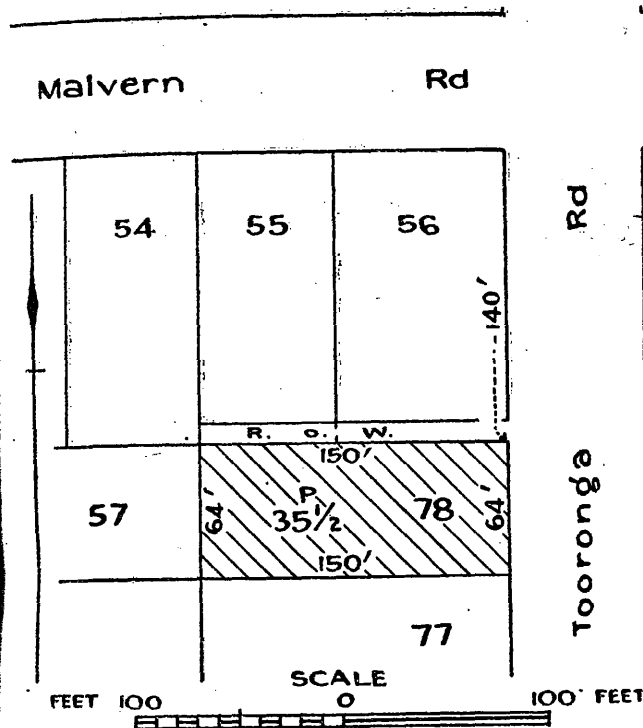 Malvern Rd
Rd
54 55 56
140'
R. O. W.
150'
57 64' P 78 64'
35½
150'
Tooronga
77
SCALE
FEET 100 0 100 FEET